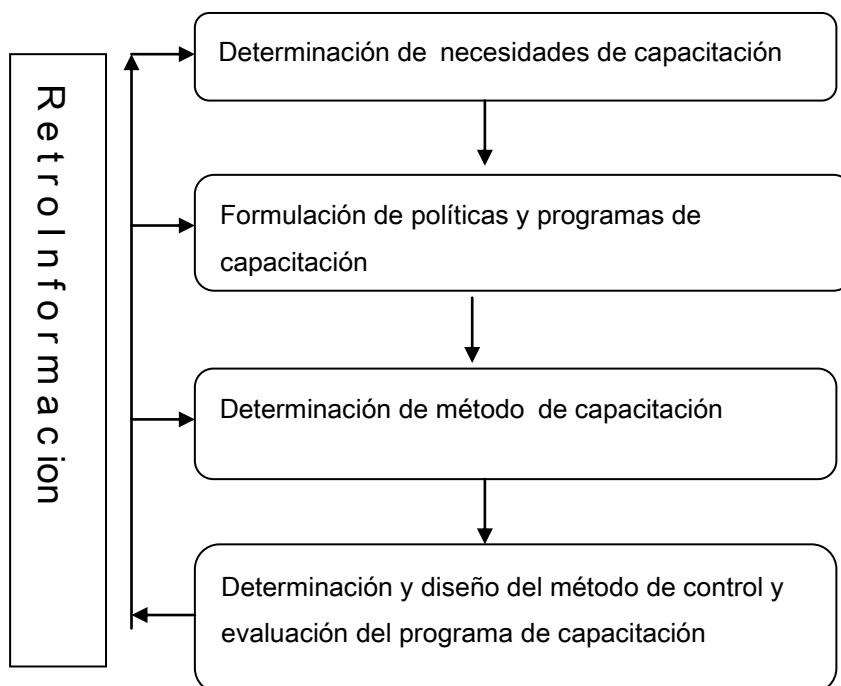 Determinación de necesidades de capacitación
RetroInformacion
Formulación de políticas y programas de
capacitación
Determinación de método de capacitación
Determinación y diseño del método de control y
evaluación del programa de capacitación